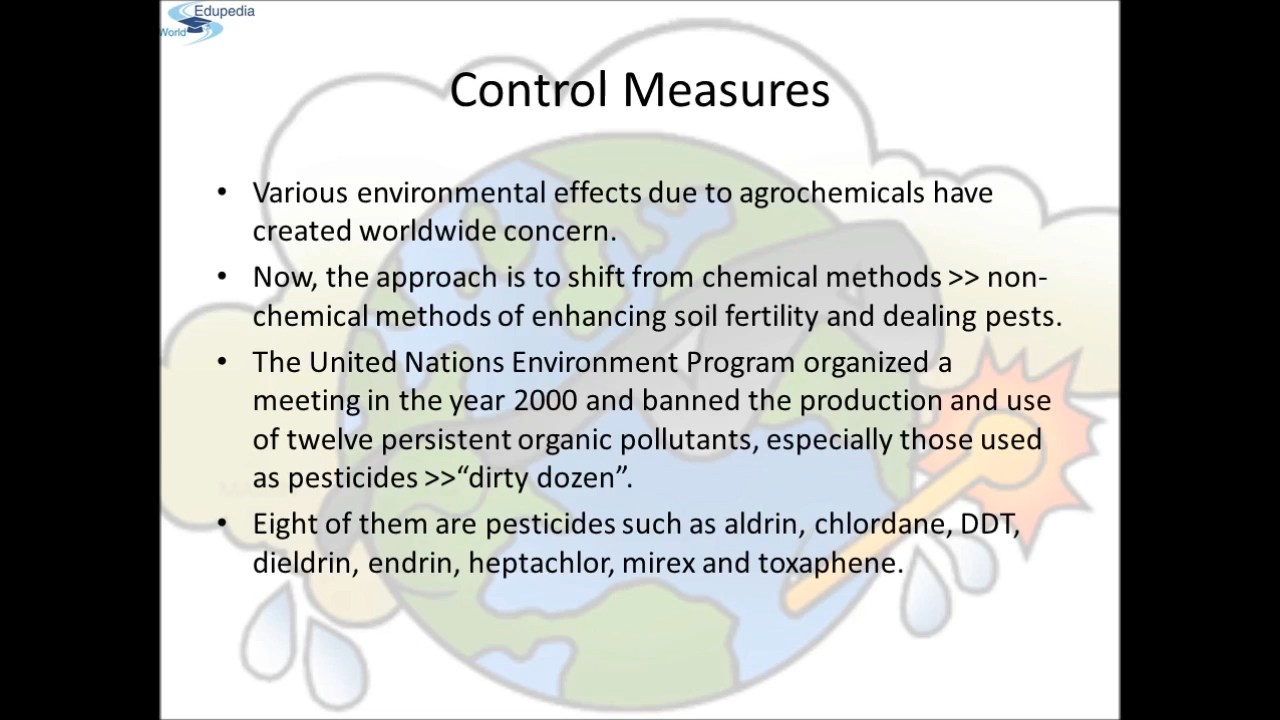 Edupedia
World
Control Measures
• Various environmental effects due to agrochemicals have
created worldwide concern.
• Now, the approach is to shift from chemical methods >> non-
chemical methods of enhancing soil fertility and dealing pests.
• The United Nations Environment Program organized a
meeting in the year 2000 and banned the production and use
of twelve persistent organic pollutants, especially those used
as pesticides >>“dirty dozen”.
• Eight of them are pesticides such as aldrin, chlordane, DDT,
dieldrin, endrin, heptachlor, mirex and toxaphene.